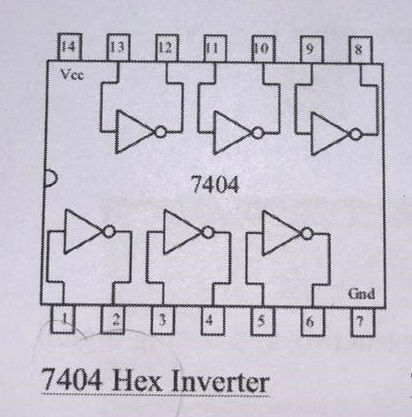 14 13 12 11 10 9 8
Vcc
7404
Gnd
1 2 3 4 5 6 7
7404 Hex Inverter